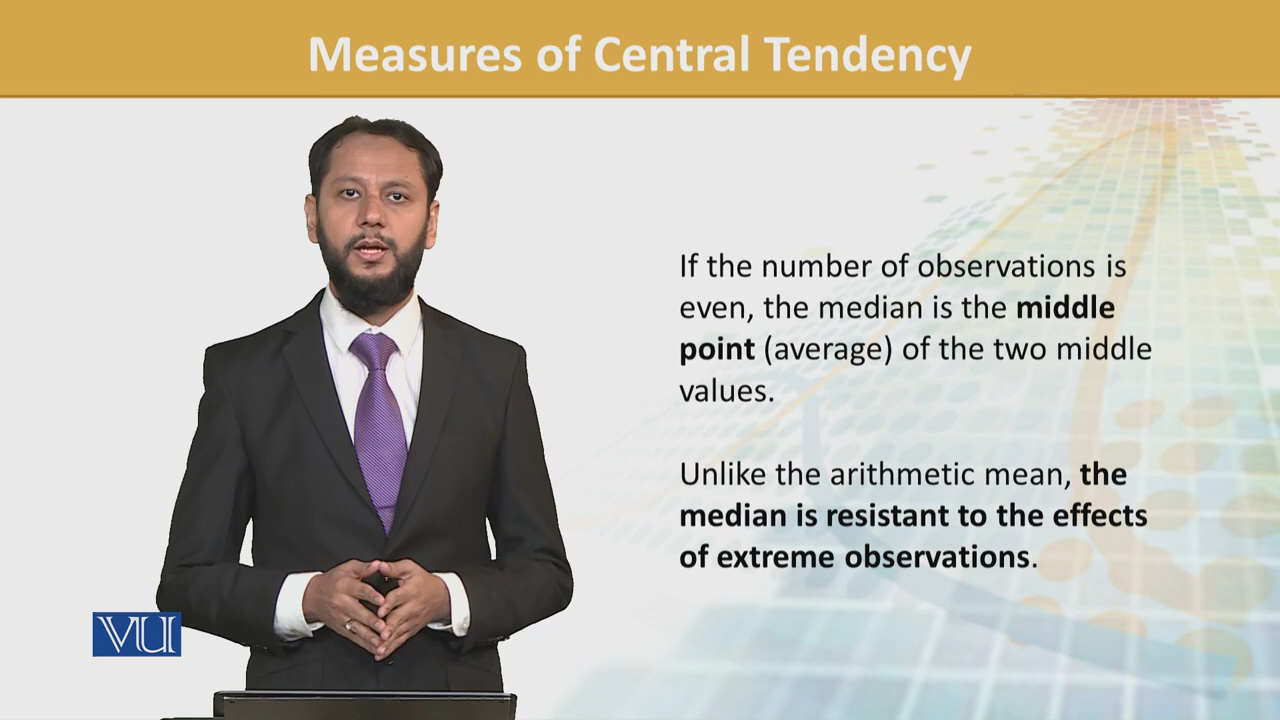 Measures of Central Tendency
If the number of observations is
even, the median is the middle
point (average) of the two middle
values.
Unlike the arithmetic mean, the
median is resistant to the effects
of extreme observations.
VU